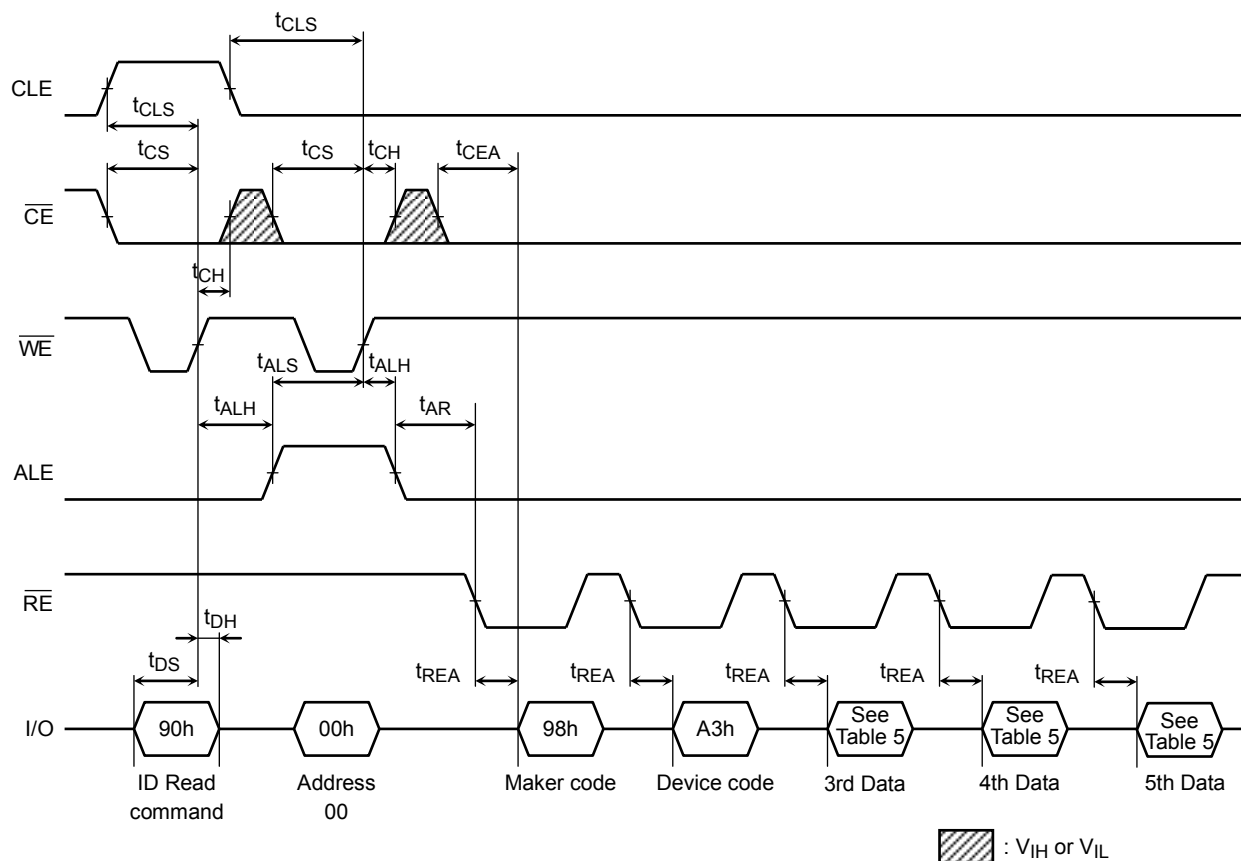 tCLS
CLE
tCLS
tCS
tCS
tCH
tCEA
CE
tCH
WE
tALS
tALH
tALH
tAR
ALE
RE
tDH
tDS
tREA
tREA
tREA
tREA
tREA
I/O
90h
00h
98h
A3h
See
Table 5
See
Table 5
See
Table 5
ID Read
command
Address
00
Maker code
Device code
3rd Data
4th Data
5th Data
: VIH or VIL